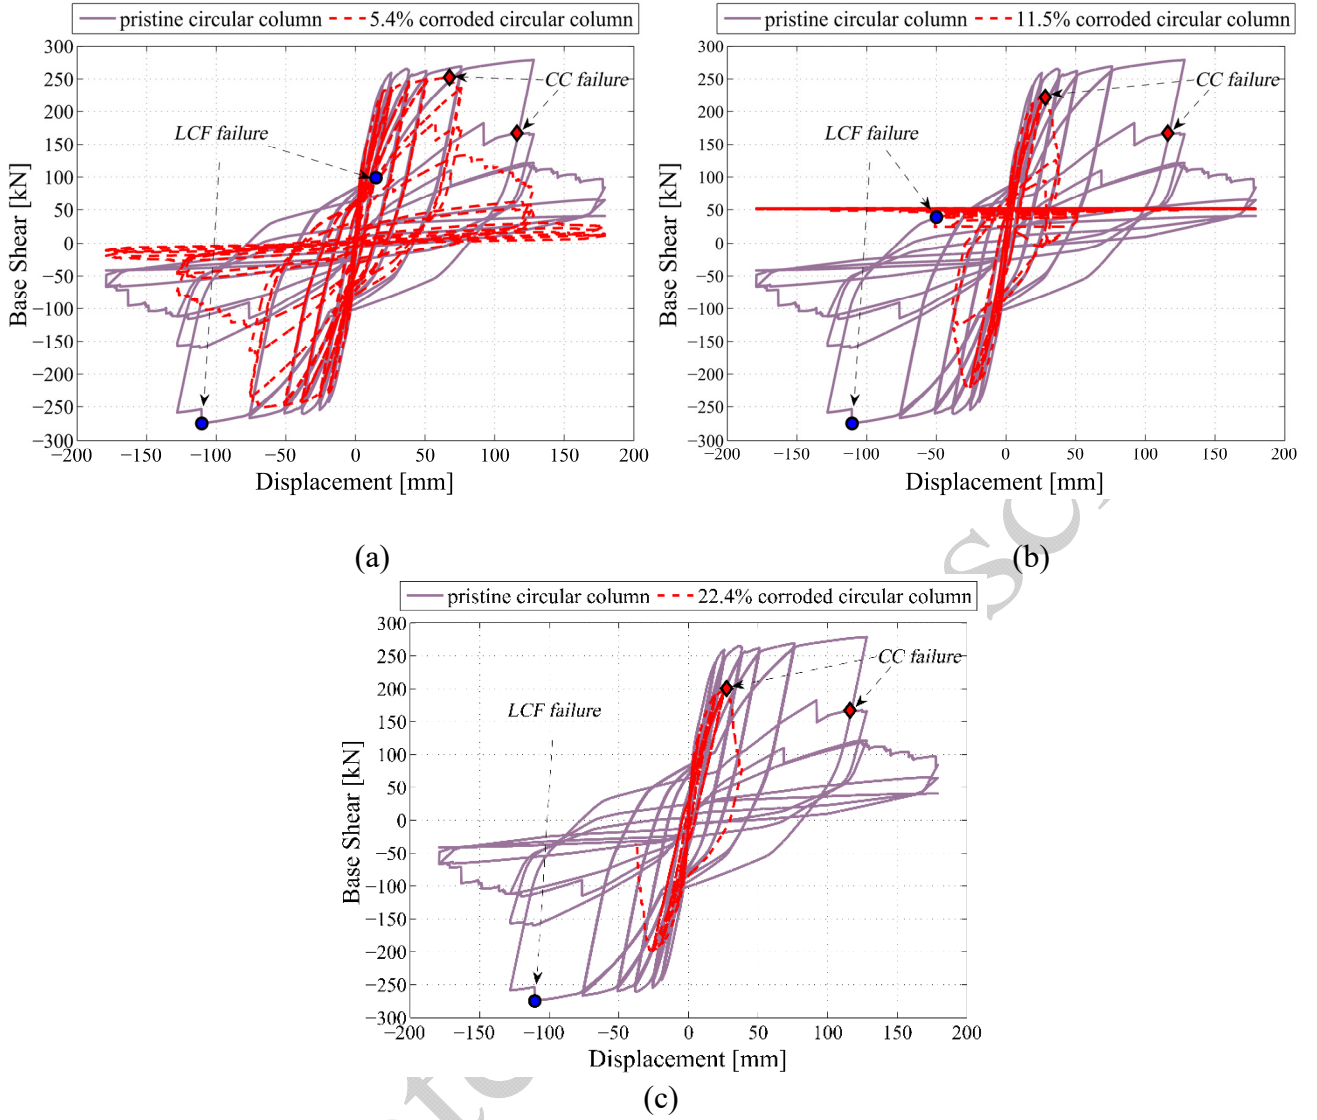 pristine circular column 5.4% corroded circular column
300
250
200
150
100
50
0
−50
−100
−150
−200
−250
−300
−200 −150 −100 −50 0 50 100 150 200
Base Shear [kN]
Displacement [mm]
CC failure
LCF failure
(a)
pristine circular column 11.5% corroded circular column
300
250
200
150
100
50
0
−50
−100
−150
−200
−250
−300
−200 −150 −100 −50 0 50 100 150 200
Base Shear [kN]
Displacement [mm]
CC failure
LCF failure
(b)
pristine circular column 22.4% corroded circular column
300
250
200
150
100
50
0
−50
−100
−150
−200
−250
−300
−200 −150 −100 −50 0 50 100 150 200
Base Shear [kN]
Displacement [mm]
CC failure
LCF failure
(c)